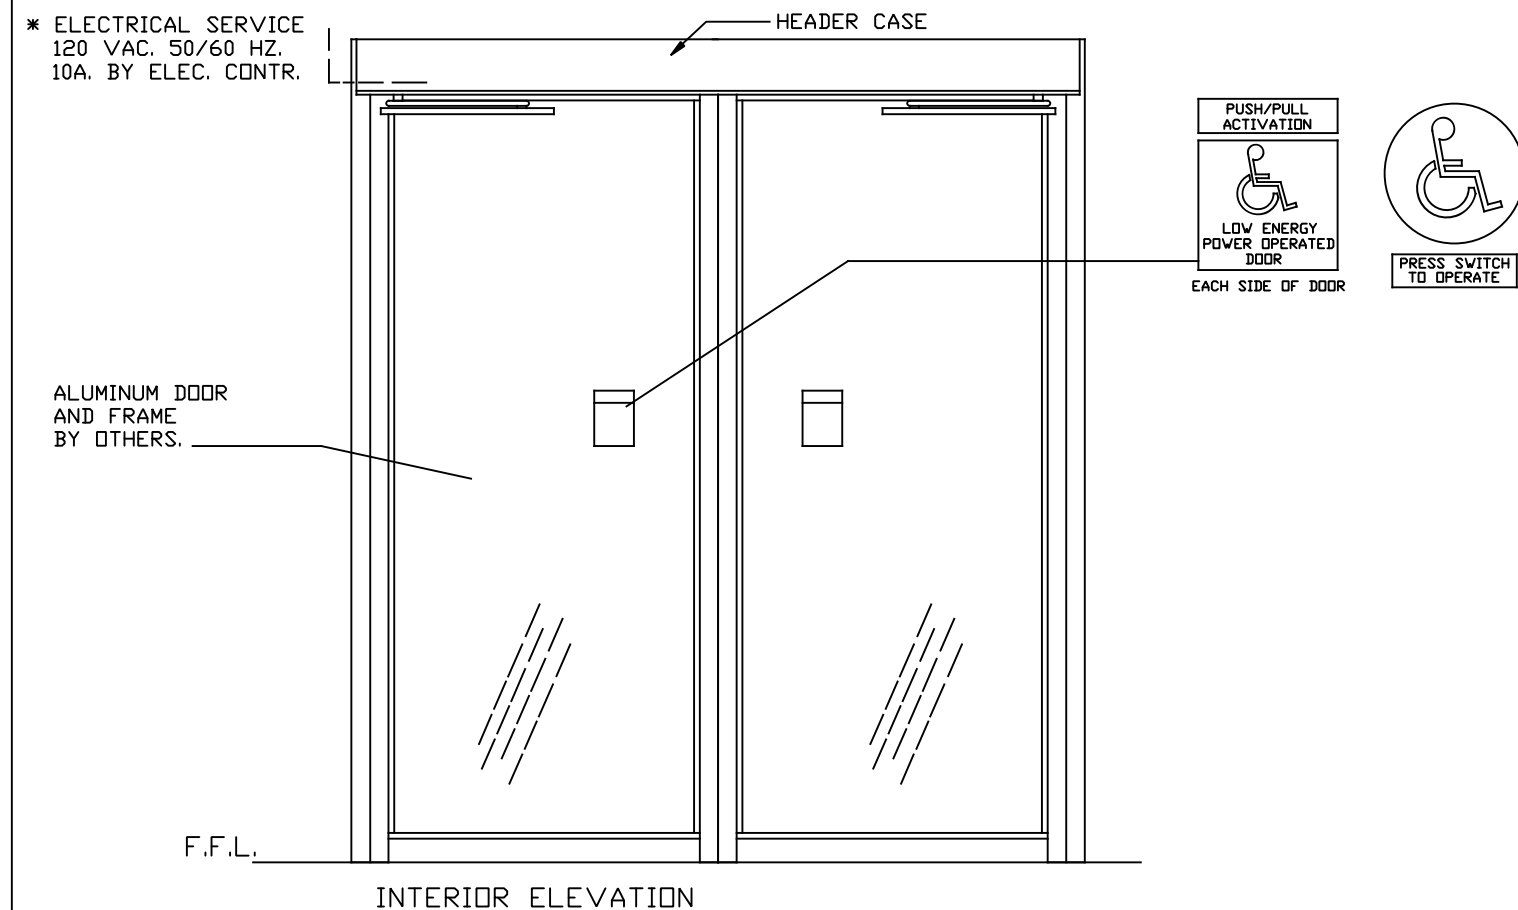 * ELECTRICAL SERVICE
120 VAC. 50/60 HZ.
10A. BY ELEC. CONTR.
HEADER CASE
PUSH/PULL
ACTIVATION
LOW ENERGY
POWER OPERATED
DOOR
EACH SIDE OF DOOR
PRESS SWITCH
TO OPERATE
ALUMINUM DOOR
AND FRAME
BY OTHERS.
F.F.L.
INTERIOR ELEVATION